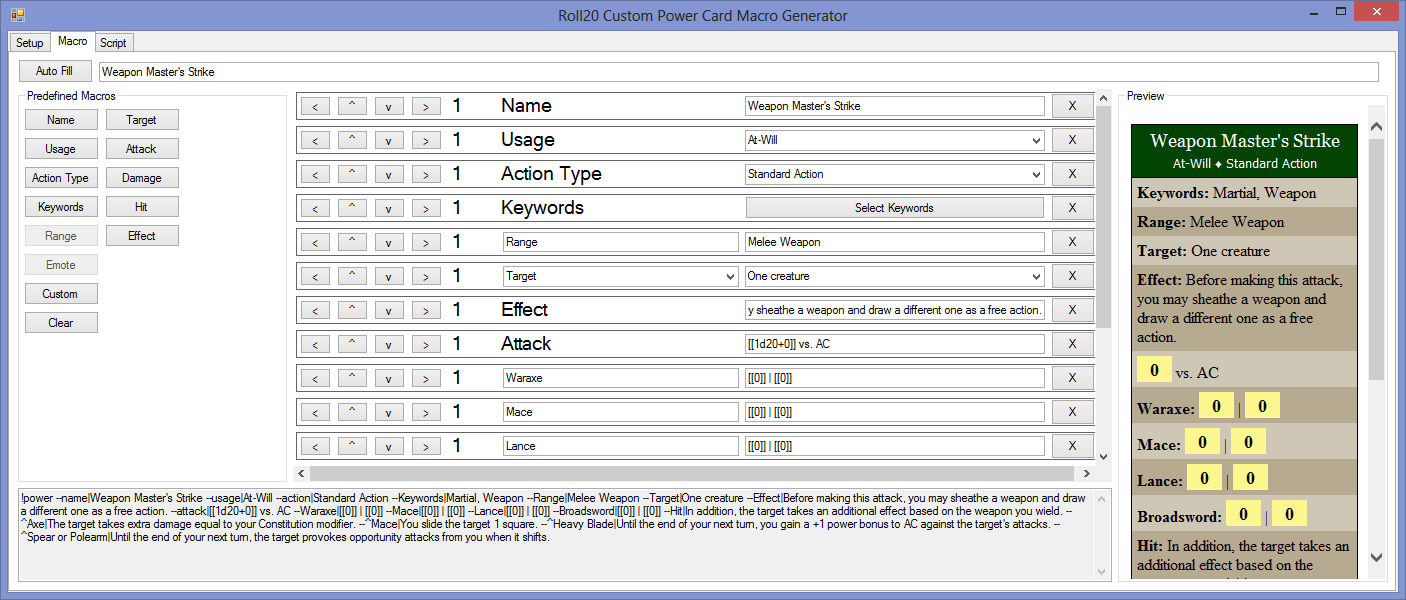 Roll20 Custom Power Card Macro Generator
Setup Macro Script
Auto Fill Weapon Master's Strike
Predefined Macros
Name Target
Usage Attack
Action Type Damage
Keywords Hit
Range Effect
Emote
Custom
Clear
< ^ v > 1 Name Weapon Master's Strike X
< ^ v > 1 Usage At-Will X
< ^ v > 1 Action Type Standard Action X
< ^ v > 1 Keywords Select Keywords X
< ^ v > 1 Range Melee Weapon X
< ^ v > 1 Target One creature X
< ^ v > 1 Effect y sheathe a weapon and draw a different one as a free action. X
< ^ v > 1 Attack [[1d20+0]] vs. AC X
< ^ v > 1 Waraxe [[0]] | [[0]] X
< ^ v > 1 Mace [[0]] | [[0]] X
< ^ v > 1 Lance [[0]] | [[0]] X
!power --name|Weapon Master's Strike --usage|At-Will --action|Standard Action --Keywords|Martial, Weapon --Range|Melee Weapon --Target|One creature --Effect|Before making this attack, you may sheathe a weapon and draw
a different one as a free action. --attack|[[1d20+0]] vs. AC --Waraxe|[[0]] | [[0]] --Mace|[[0]] | [[0]] --Lance|[[0]] | [[0]] --Broadsword|[[0]] | [[0]] --Hit|In addition, the target takes an additional effect based on the weapon you wield. --
^Axe|The target takes extra damage equal to your Constitution modifier. --^Mace|You slide the target 1 square. --^Heavy Blade|Until the end of your next turn, you gain a +1 power bonus to AC against the target's attacks. --
^Spear or Polearm|Until the end of your next turn, the target provokes opportunity attacks from you when it shifts.
Preview
Weapon Master's Strike
At-Will ♦ Standard Action
Keywords: Martial, Weapon
Range: Melee Weapon
Target: One creature
Effect: Before making this attack,
you may sheathe a weapon and
draw a different one as a free
action.
0 vs. AC
Waraxe: 0 | 0
Mace: 0 | 0
Lance: 0 | 0
Broadsword: 0 | 0
Hit: In addition, the target takes an
additional effect based on the